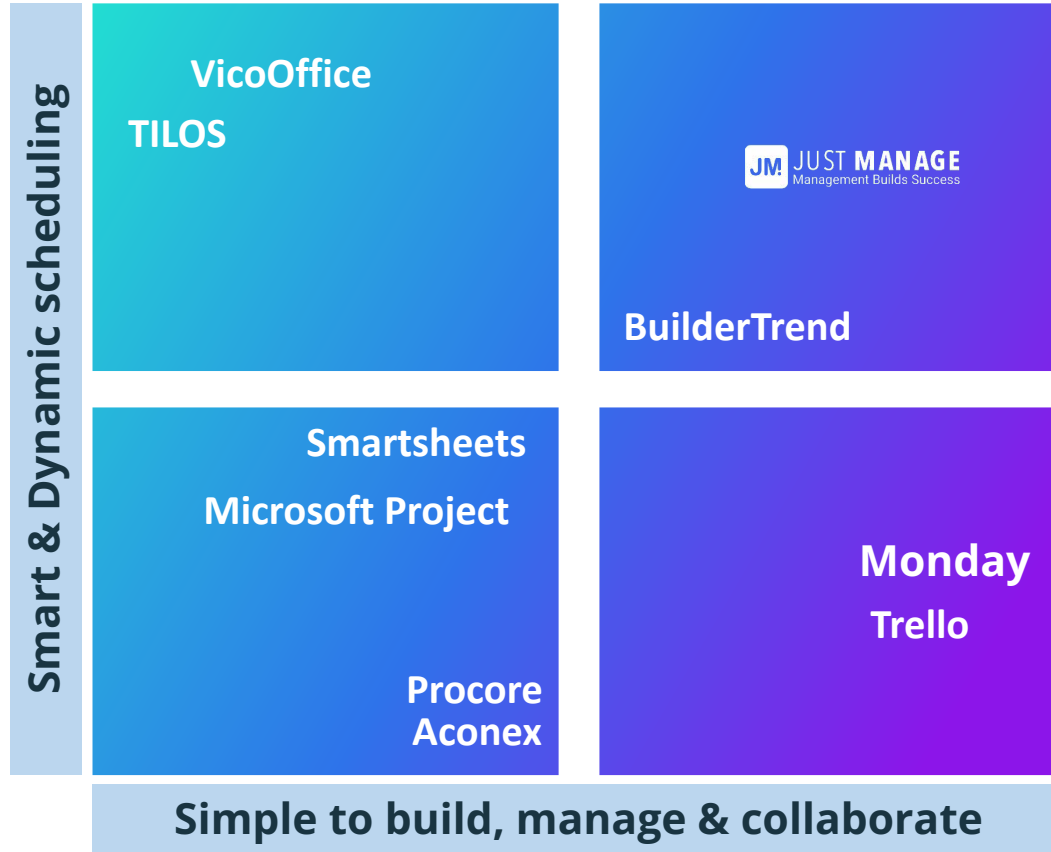 Smart & Dynamic scheduling
VicoOffice
TILOS
JM!
JUST MANAGE
Management Builds Success
BuilderTrend
Smartsheets
Microsoft Project
Procore
Aconex
Monday
Trello
Simple to build, manage & collaborate